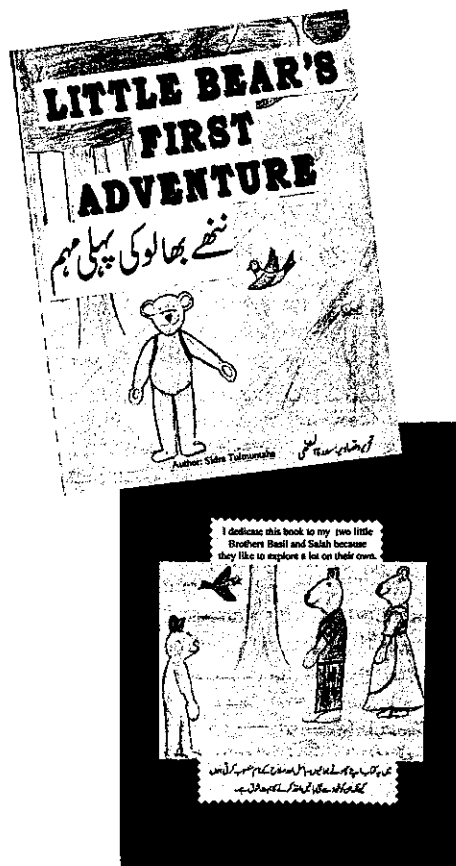 LITTLE BEAR'S
FIRST
ADVENTURE
ننھے بھالو کی پہلی مہم
Author: Sidra Tulmuntaha
I dedicate this book to my two little
Brothers Basil and Salah because
they like to explore a lot on their own.